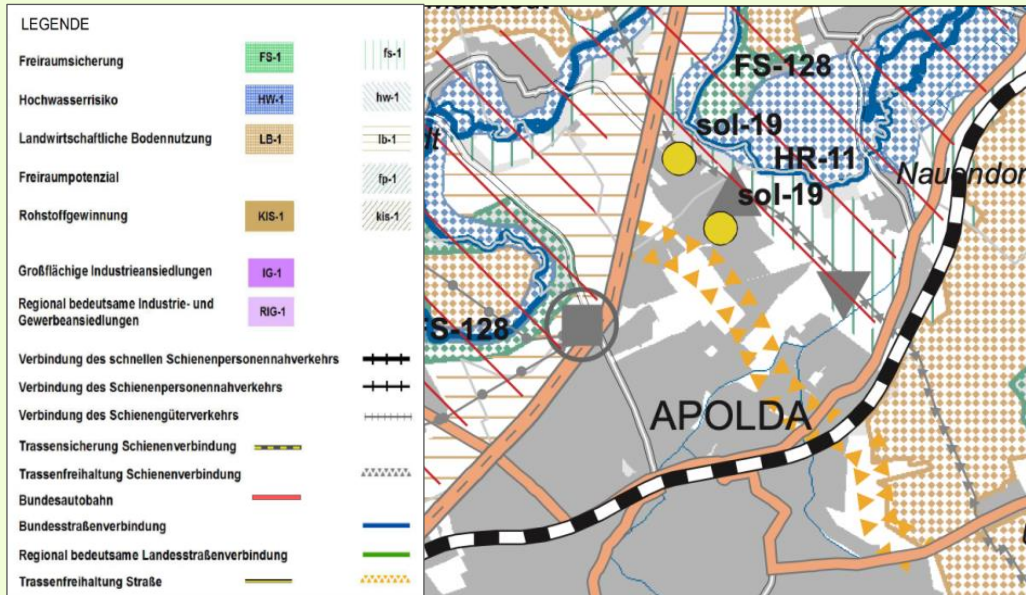 LEGENDE
Freiraumsicherung FS-1 fs-1
Hochwasserrisiko HW-1 hw-1
Landwirtschaftliche Bodennutzung LB-1 lb-1
Freiraumpotenzial fp-1
Rohstoffgewinnung KIS-1 kis-1
Großflächige Industrieansiedlungen IG-1
Regional bedeutsame Industrie- und
Gewerbeansiedlungen RIG-1
Verbindung des schnellen Schienenpersonennahverkehrs
Verbindung des Schienenpersonennahverkehrs
Verbindung des Schienengüterverkehrs
Trassensicherung Schienenverbindung
Trassenfreihaltung Schienenverbindung
Bundesautobahn
Bundesstraßenverbindung
Regional bedeutsame Landesstraßenverbindung
Trassenfreihaltung Straße
FS-128
sol-19
HR-11
sol-19
Nauendor
FS-128
APOLDA